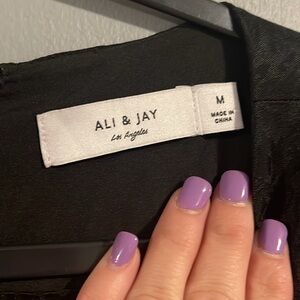 ALI & JAY
Los Angeles
M
MADE IN
CHINA